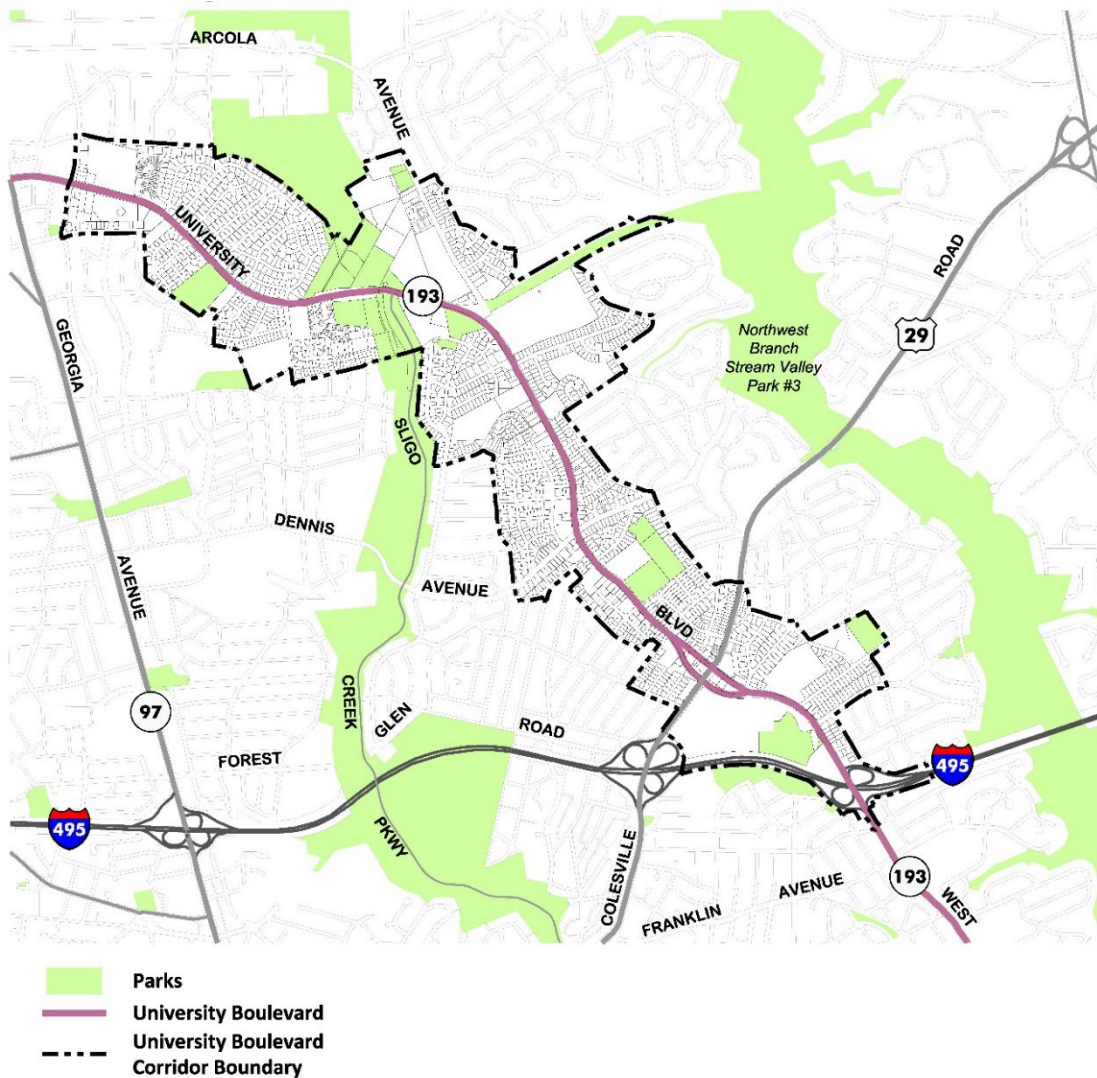 ARCOLA
AVENUE
UNIVERSITY
193
ROAD
29
GEORGIA
Northwest
Branch
Stream Valley
Park #3
SLIGO
DENNIS
AVENUE
AVENUE
BLVD
CREEK
GLEN
ROAD
97
FOREST
495
495
PKWY
COLESVILLE
193
AVENUE
WEST
FRANKLIN
Parks
University Boulevard
University Boulevard
Corridor Boundary